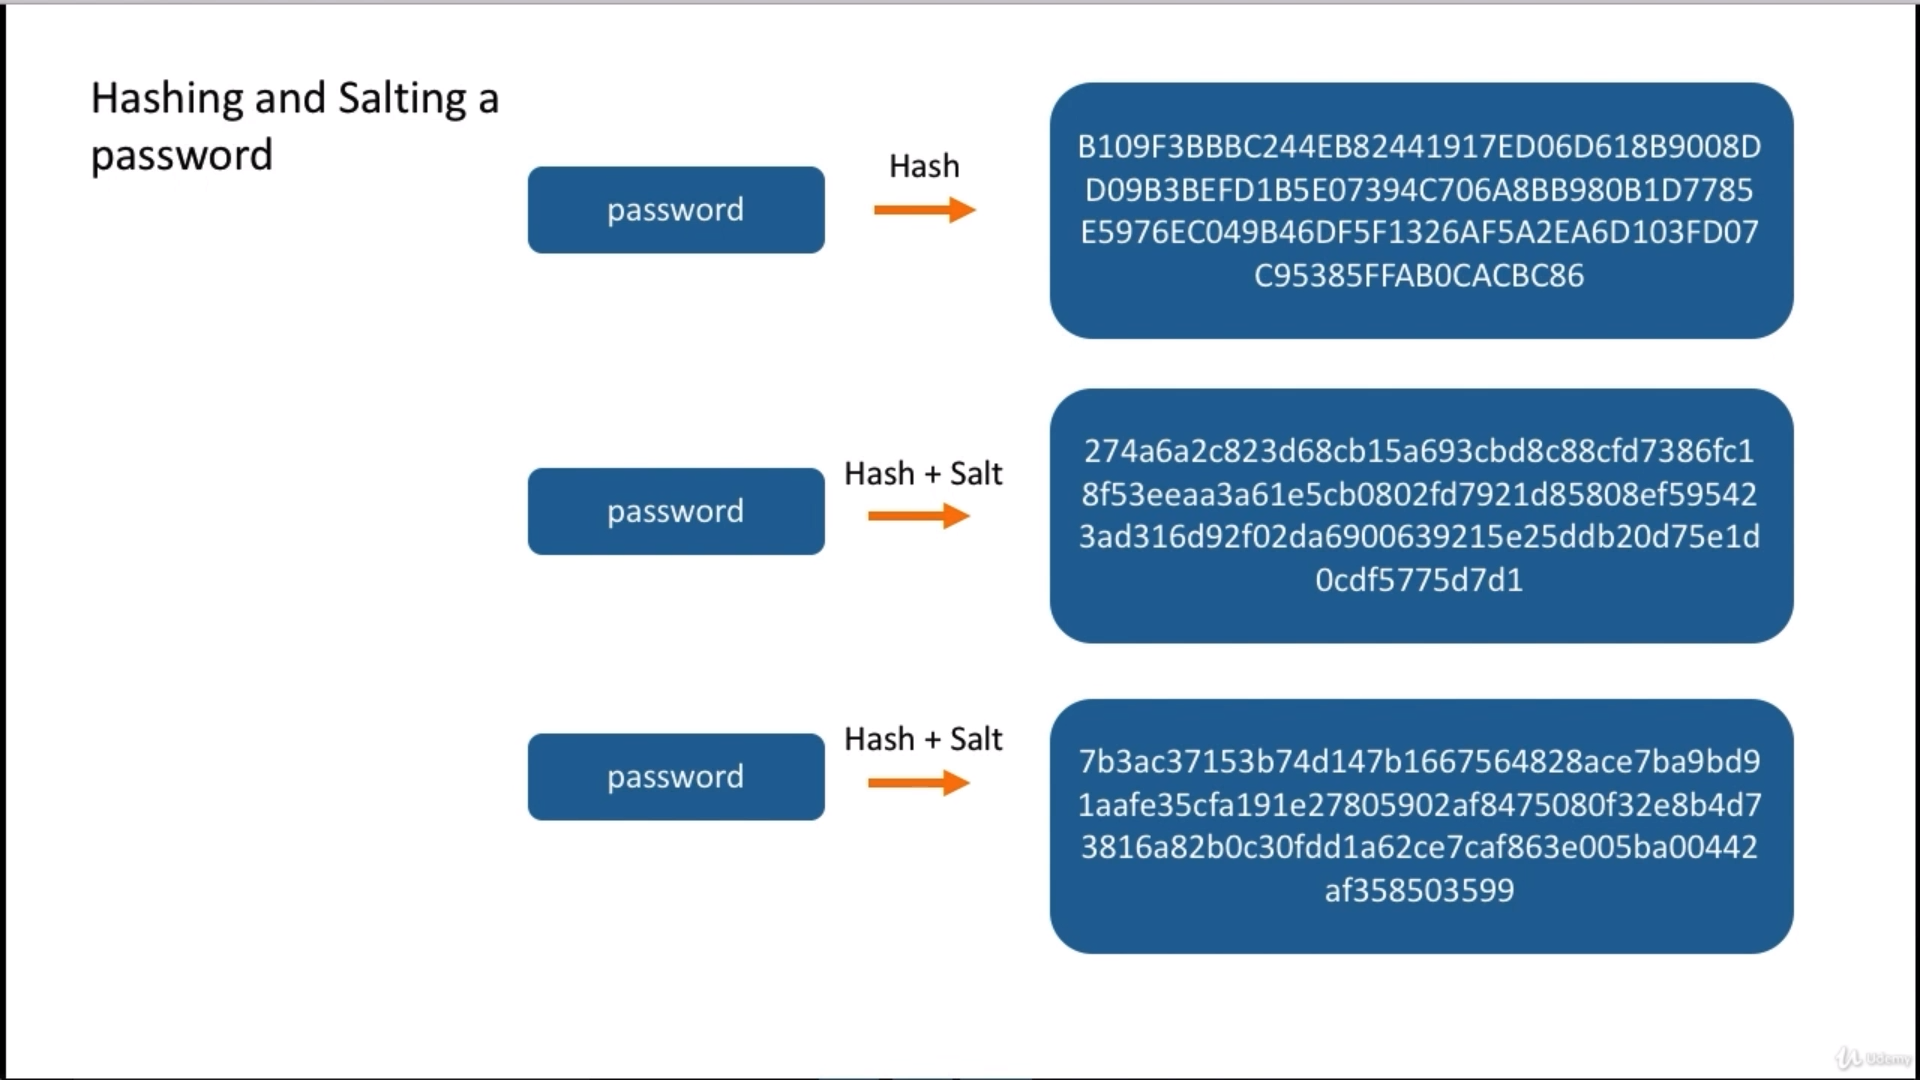 Hashing and Salting a
password
password
Hash
B109F3BBBC244EB82441917ED06D618B9008D
D09B3BEFD1B5E07394C706A8BB980B1D7785
E5976EC049B46DF5F1326AF5A2EA6D103FD07
C95385FFAB0CACBC86
password
Hash + Salt
274a6a2c823d68cb15a693cbd8c88cfd7386fc1
8f53eeaa3a61e5cb0802fd7921d85808ef59542
3ad316d92f02da6900639215e25ddb20d75e1d
0cdf5775d7d1
password
Hash + Salt
7b3ac37153b74d147b1667564828ace7ba9bd9
1aafe35cfa191e27805902af8475080f32e8b4d7
3816a82b0c30fdd1a62ce7caf863e005ba00442
af358503599
Udemy